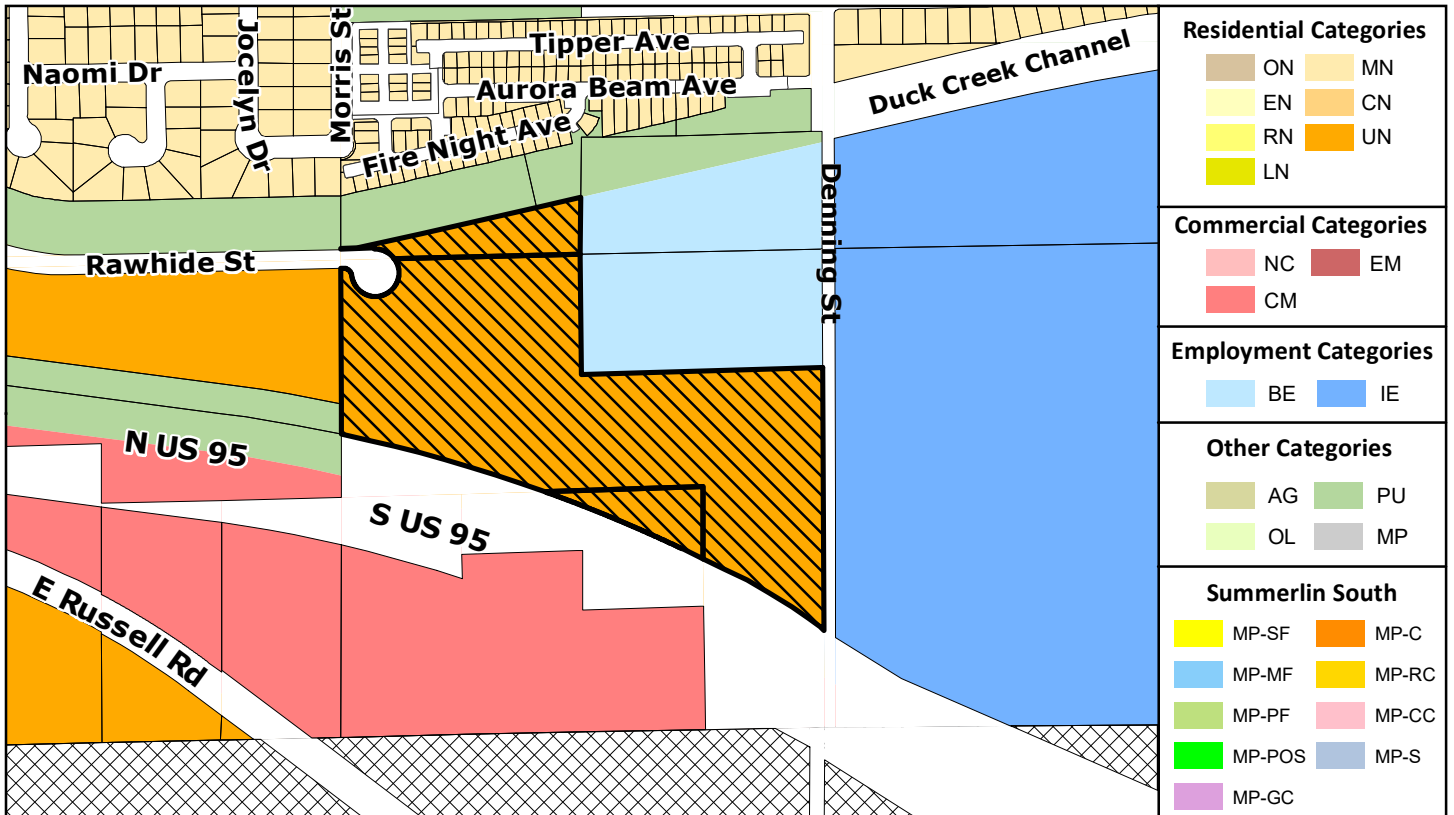 Naomi Dr
Jocelyn Dr
Morris St
Tipper Ave
Aurora Beam Ave
Fire Night Ave
Duck Creek Channel
Denning St
Rawhide St
N US 95
S US 95
E Russell Rd
Residential Categories
ON MN
EN CN
RN UN
LN
Commercial Categories
NC EM
CM
Employment Categories
BE IE
Other Categories
AG PU
OL MP
Summerlin South
MP-SF MP-C
MP-MF MP-RC
MP-PF MP-CC
MP-POS MP-S
MP-GC